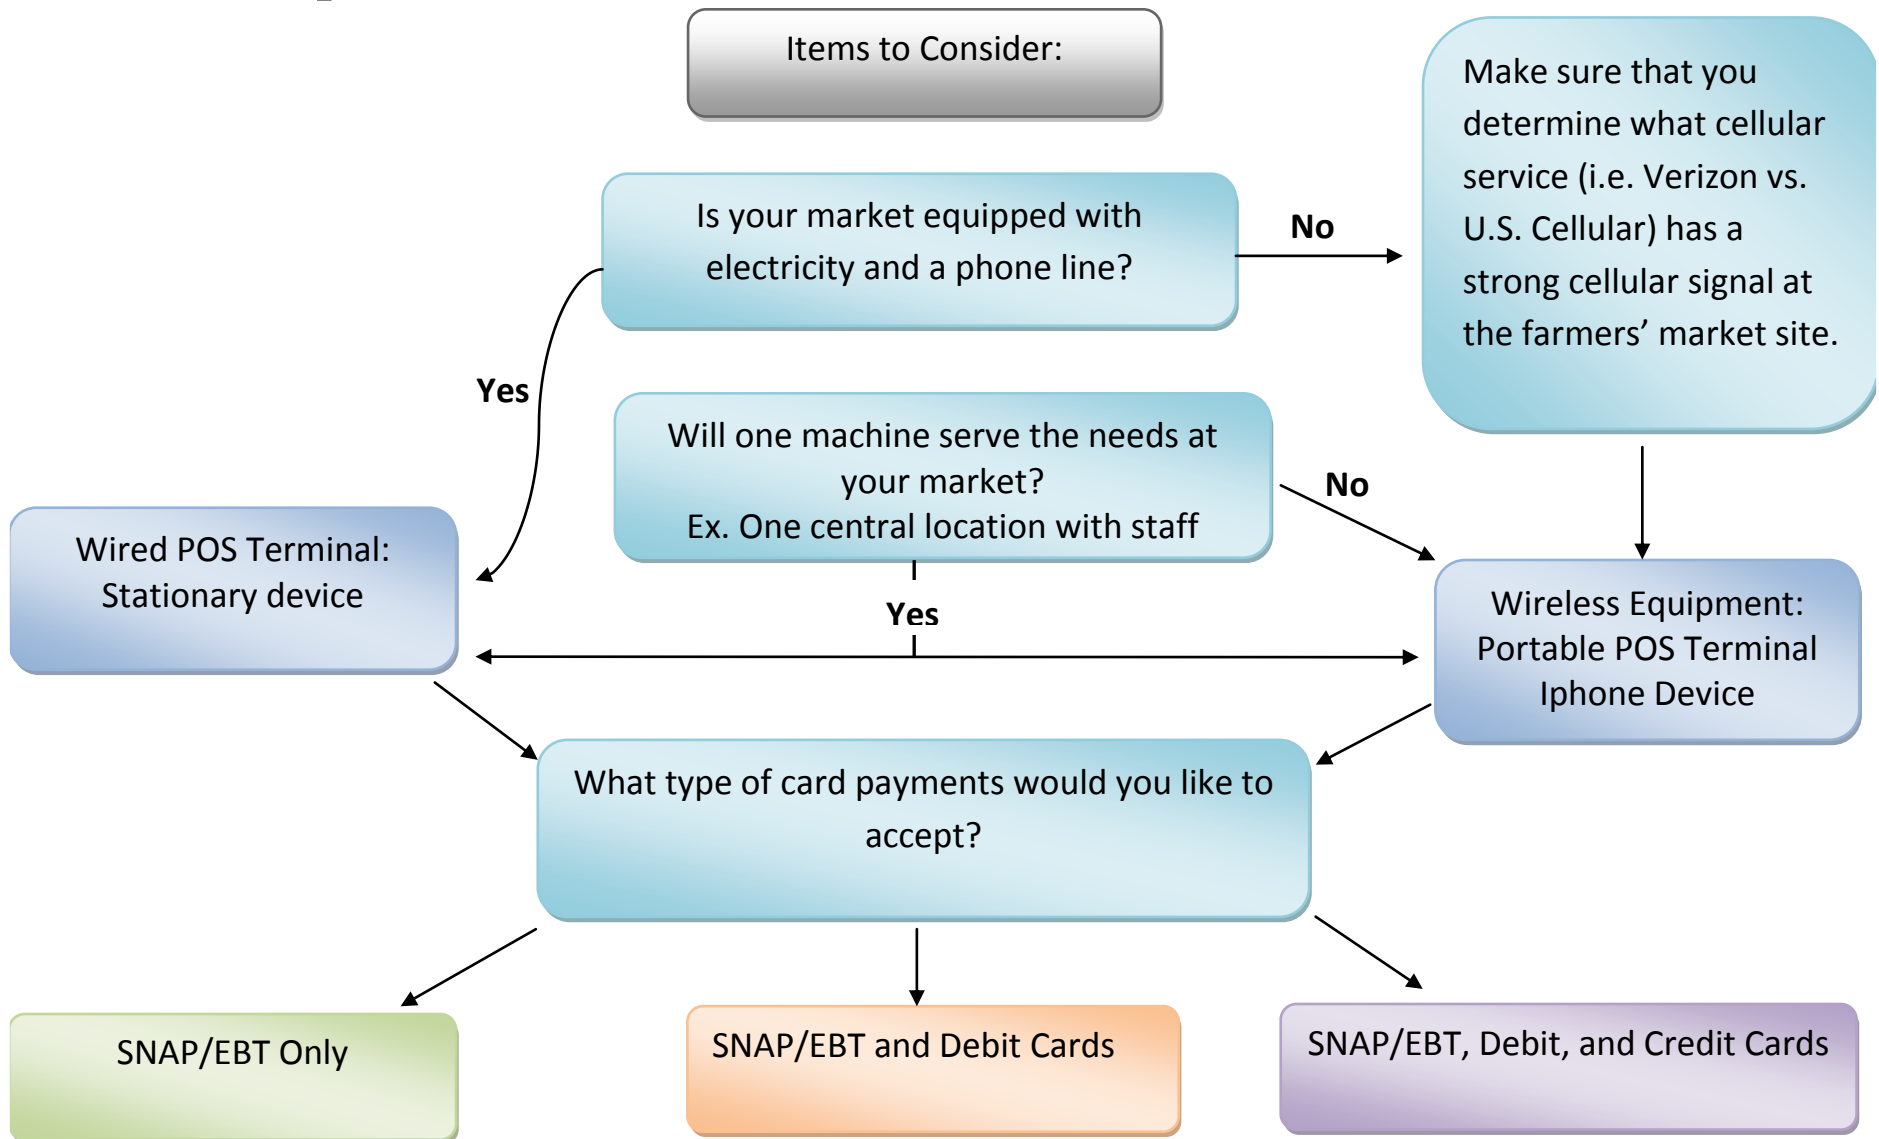 Items to Consider:
Make sure that you
determine what cellular
service (i.e. Verizon vs.
U.S. Cellular) has a
strong cellular signal at
the farmers’ market site.
Is your market equipped with
electricity and a phone line?
No
Yes
Will one machine serve the needs at
your market?
Ex. One central location with staff
No
Yes
Wired POS Terminal:
Stationary device
Wireless Equipment:
Portable POS Terminal
Iphone Device
What type of card payments would you like to
accept?
SNAP/EBT Only
SNAP/EBT and Debit Cards
SNAP/EBT, Debit, and Credit Cards